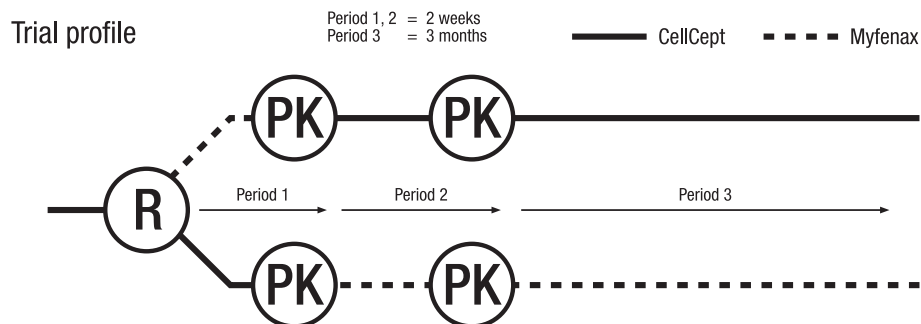 Trial profile
Period 1, 2 = 2 weeks
Period 3 = 3 months
CellCept
Myfenax
PK
PK
R
Period 1
Period 2
Period 3
PK
PK